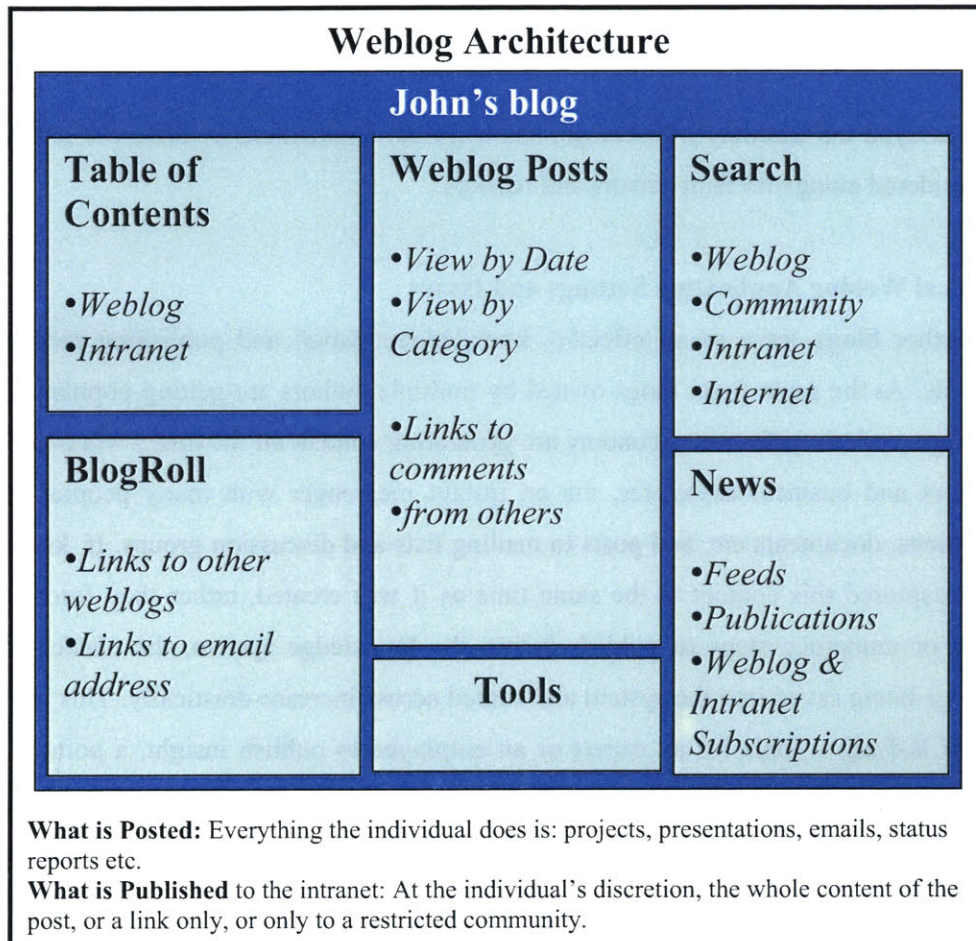 Weblog Architecture
John's blog
Table of
Contents
•Weblog
•Intranet
BlogRoll
•Links to other
weblogs
•Links to email
address
Weblog Posts
•View by Date
•View by
Category
•Links to
comments
•from others
Tools
Search
•Weblog
•Community
•Intranet
•Internet
News
•Feeds
•Publications
•Weblog &
Intranet
Subscriptions
What is Posted: Everything the individual does is: projects, presentations, emails, status
reports etc.
What is Published to the intranet: At the individual's discretion, the whole content of the
post, or a link only, or only to a restricted community.